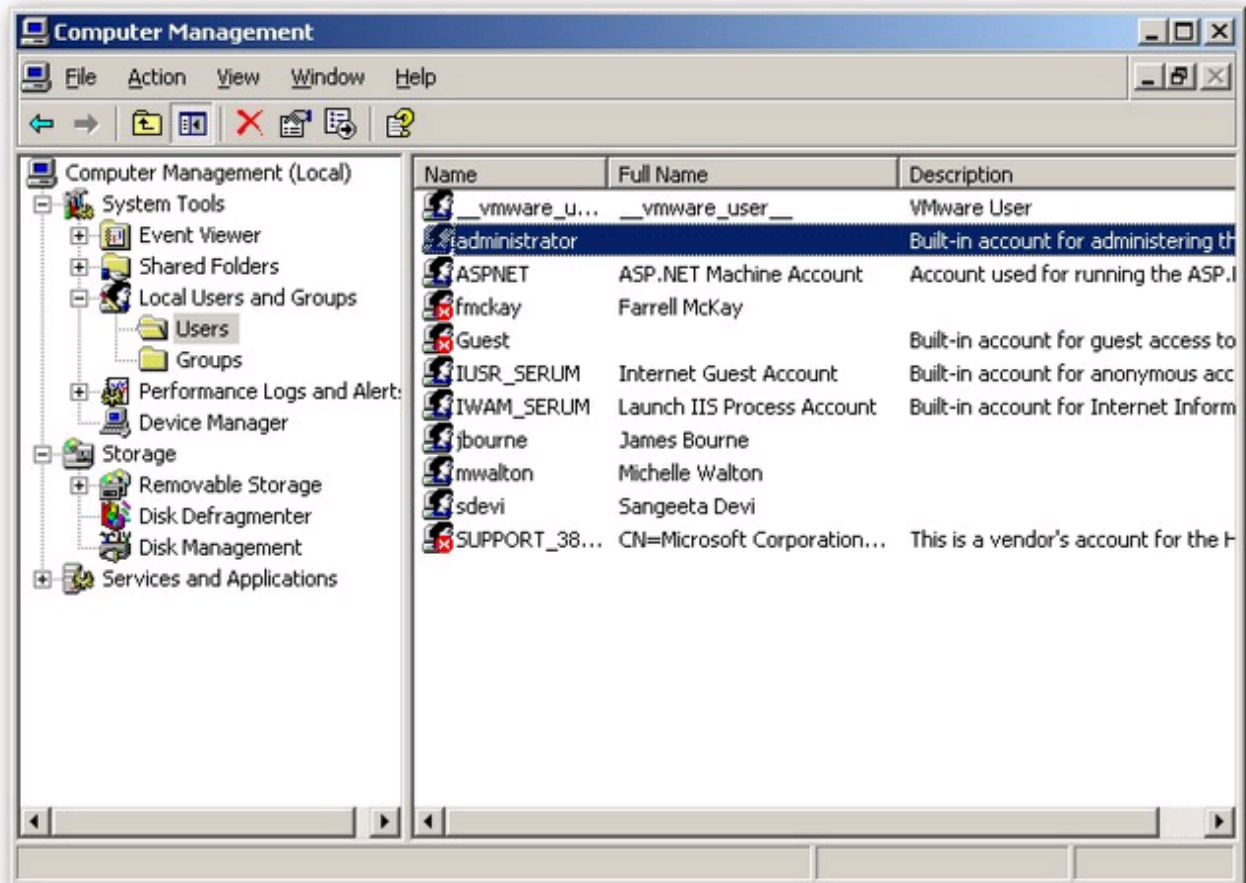 Computer Management
File Action View Window Help
Computer Management (Local)
System Tools
Event Viewer
Shared Folders
Local Users and Groups
Users
Groups
Performance Logs and Alert
Device Manager
Storage
Removable Storage
Disk Defragmenter
Disk Management
Services and Applications
Name Full Name Description
__vmware_u... __vmware_user__ VMware User
administrator Built-in account for administering th
ASPNET ASP.NET Machine Account Account used for running the ASP.
fmckay Farrell McKay
Guest Built-in account for guest access to
IUSR_SERUM Internet Guest Account Built-in account for anonymous acc
IWAM_SERUM Launch IIS Process Account Built-in account for Internet Inform
jbourne James Bourne
mwalton Michelle Walton
sdevi Sangeeta Devi
SUPPORT_38... CN=Microsoft Corporation... This is a vendor's account for the H